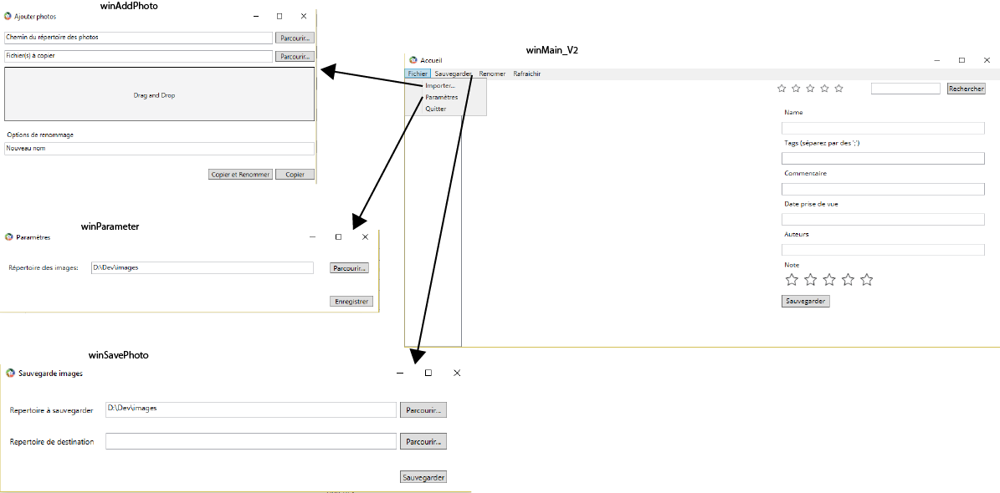 winAddPhoto
Ajouter photos
Chemin du répertoire des photos
Parcourir...
Fichier(s) à copier
Parcourir...
Drag and Drop
Options de renommage
Nouveau nom
Copier et Renommer
Copier
winMain_V2
Accueil
Fichier Sauvegarder Renomer Rafraichir
Importer...
Paramètres
Quitter
Rechercher
Name
Tags (séparez par des ';')
Commentaire
Date prise de vue
Auteurs
Note
Sauvegarder
winParameter
Paramètres
Répertoire des images:
D:\Dev\images
Parcourir...
Enregistrer
winSavePhoto
Sauvegarde images
Repertoire à sauvegarder
D:\Dev\images
Parcourir...
Repertoire de destination
Parcourir...
Sauvegarder